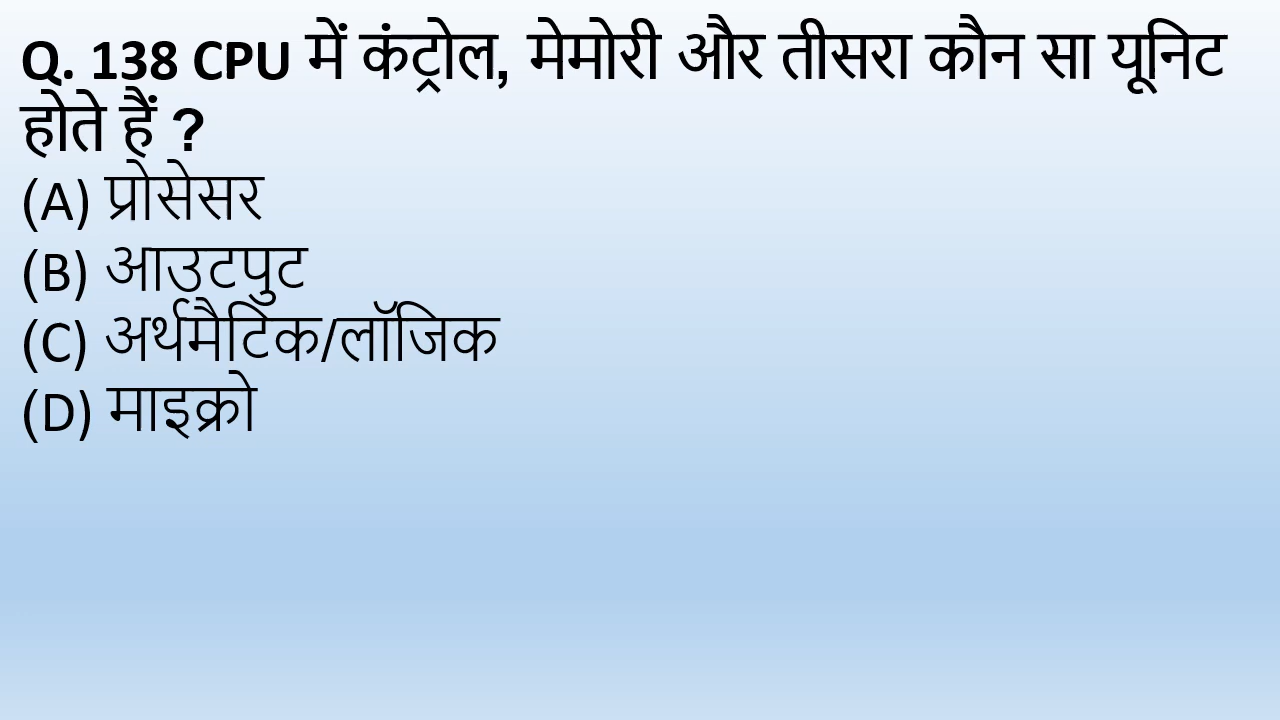 Q. 138 CPU में कंट्रोल, मेमोरी और तीसरा कौन सा यूनिट
होते हैं ?
(A) प्रोसेसर
(B) आउटपुट
(C) अर्थमैटिक/लॉजिक
(D) माइक्रो